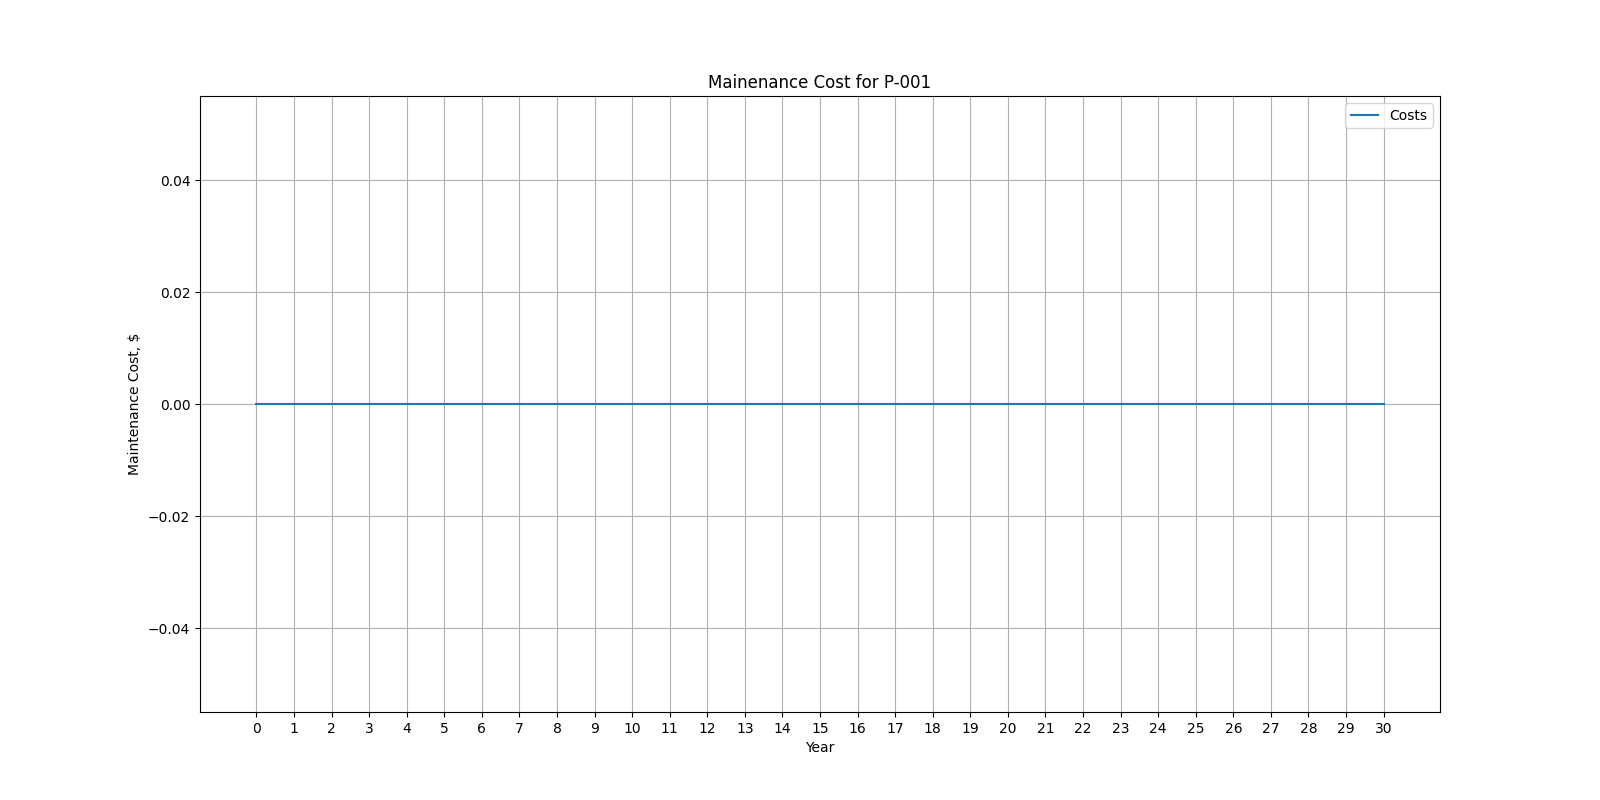 Mainenance Cost for P-001
Costs
0.04
0.02
0.00
−0.02
−0.04
Maintenance Cost, $
0 1 2 3 4 5 6 7 8 9 10 11 12 13 14 15 16 17 18 19 20 21 22 23 24 25 26 27 28 29 30
Year